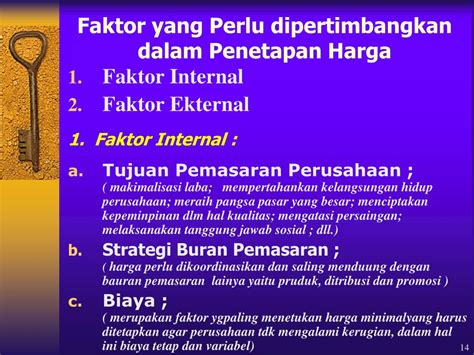 Faktor yang Perlu dipertimbangkan
dalam Penetapan Harga
1. Faktor Internal
2. Faktor Ekternal
1. Faktor Internal :
a. Tujuan Pemasaran Perusahaan ;
( makimalisasi laba; mempertahankan kelangsungan hidup
perusahaan; meraih pangsa pasar yang besar; menciptakan
kepeminpinan dlm hal kualitas; mengatasi persaingan;
melaksanakan tanggung jawab sosial ; dll.)
b. Strategi Buran Pemasaran ;
( harga perlu dikoordinasikan dan saling menduung dengan
bauran pemasaran lainya yaitu pruduk, ditribusi dan promosi )
c. Biaya ;
( merupakan faktor ygpaling menetukan harga minimalyang harus
ditetapkan agar perusahaan tdk mengalami kerugian, dalam hal
ini biaya tetap dan variabel)
14